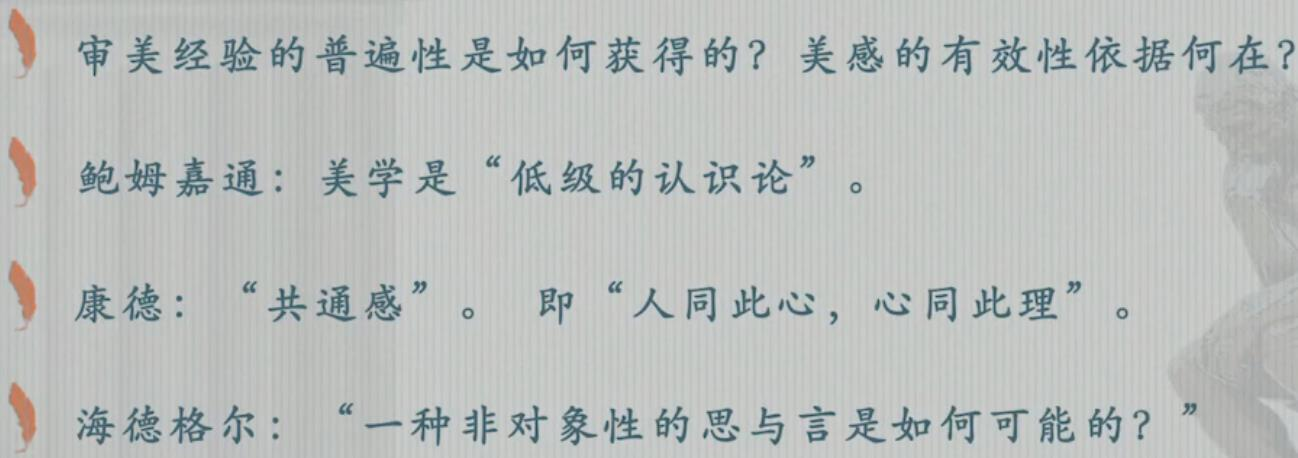 审美经验的普遍性是如何获得的？美感的有效性依据何在？
鲍姆嘉通：美学是“低级的认识论”。
康德：“共通感”。即“人同此心，心同此理”。
海德格尔：“一种非对象性的思与言是如何可能的？”